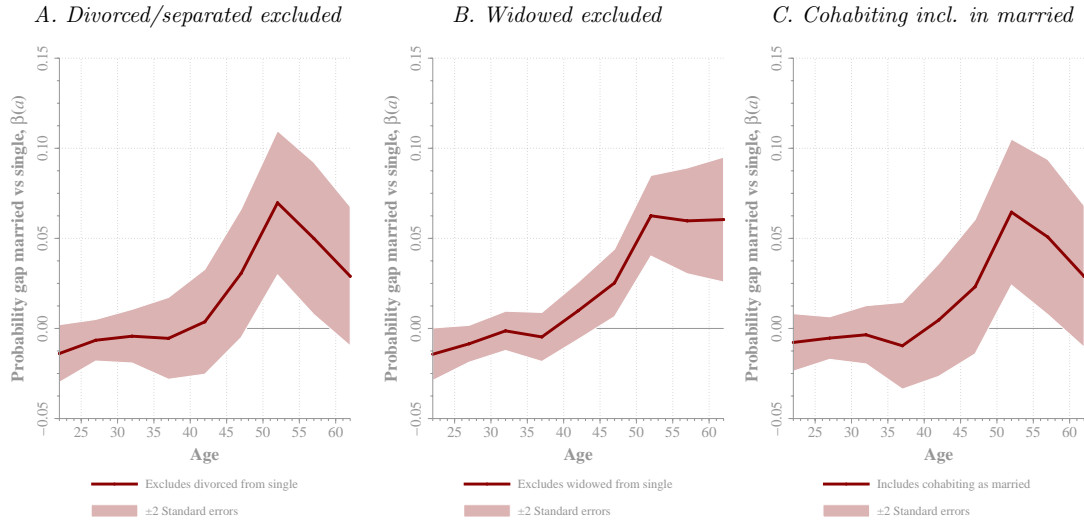 A. Divorced/separated excluded
B. Widowed excluded
C. Cohabiting incl. in married
Probability gap married vs single, β(a)
0.15
0.10
0.05
0.00
−0.05
25 30 35 40 45 50 55 60
Age
Excludes divorced from single
±2 Standard errors
Probability gap married vs single, β(a)
0.15
0.10
0.05
0.00
−0.05
25 30 35 40 45 50 55 60
Age
Excludes widowed from single
±2 Standard errors
Probability gap married vs single, β(a)
0.15
0.10
0.05
0.00
−0.05
25 30 35 40 45 50 55 60
Age
Includes cohabiting as married
±2 Standard errors